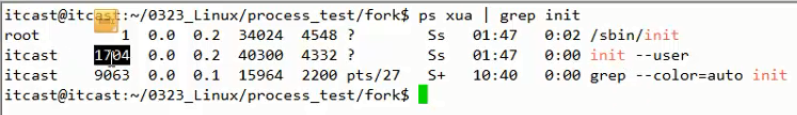 itcast@itcast:~/0323_Linux/process_test/fork$ ps xua | grep init
root         1  0.0  0.2  34024  4548 ?        Ss   01:47   0:02 /sbin/init
itcast    1704  0.0  0.2  40300  4332 ?        Ss   01:47   0:00 init --user
itcast    9063  0.0  0.1  15964  2200 pts/27   S+   10:40   0:00 grep --color=auto init
itcast@itcast:~/0323_Linux/process_test/fork$